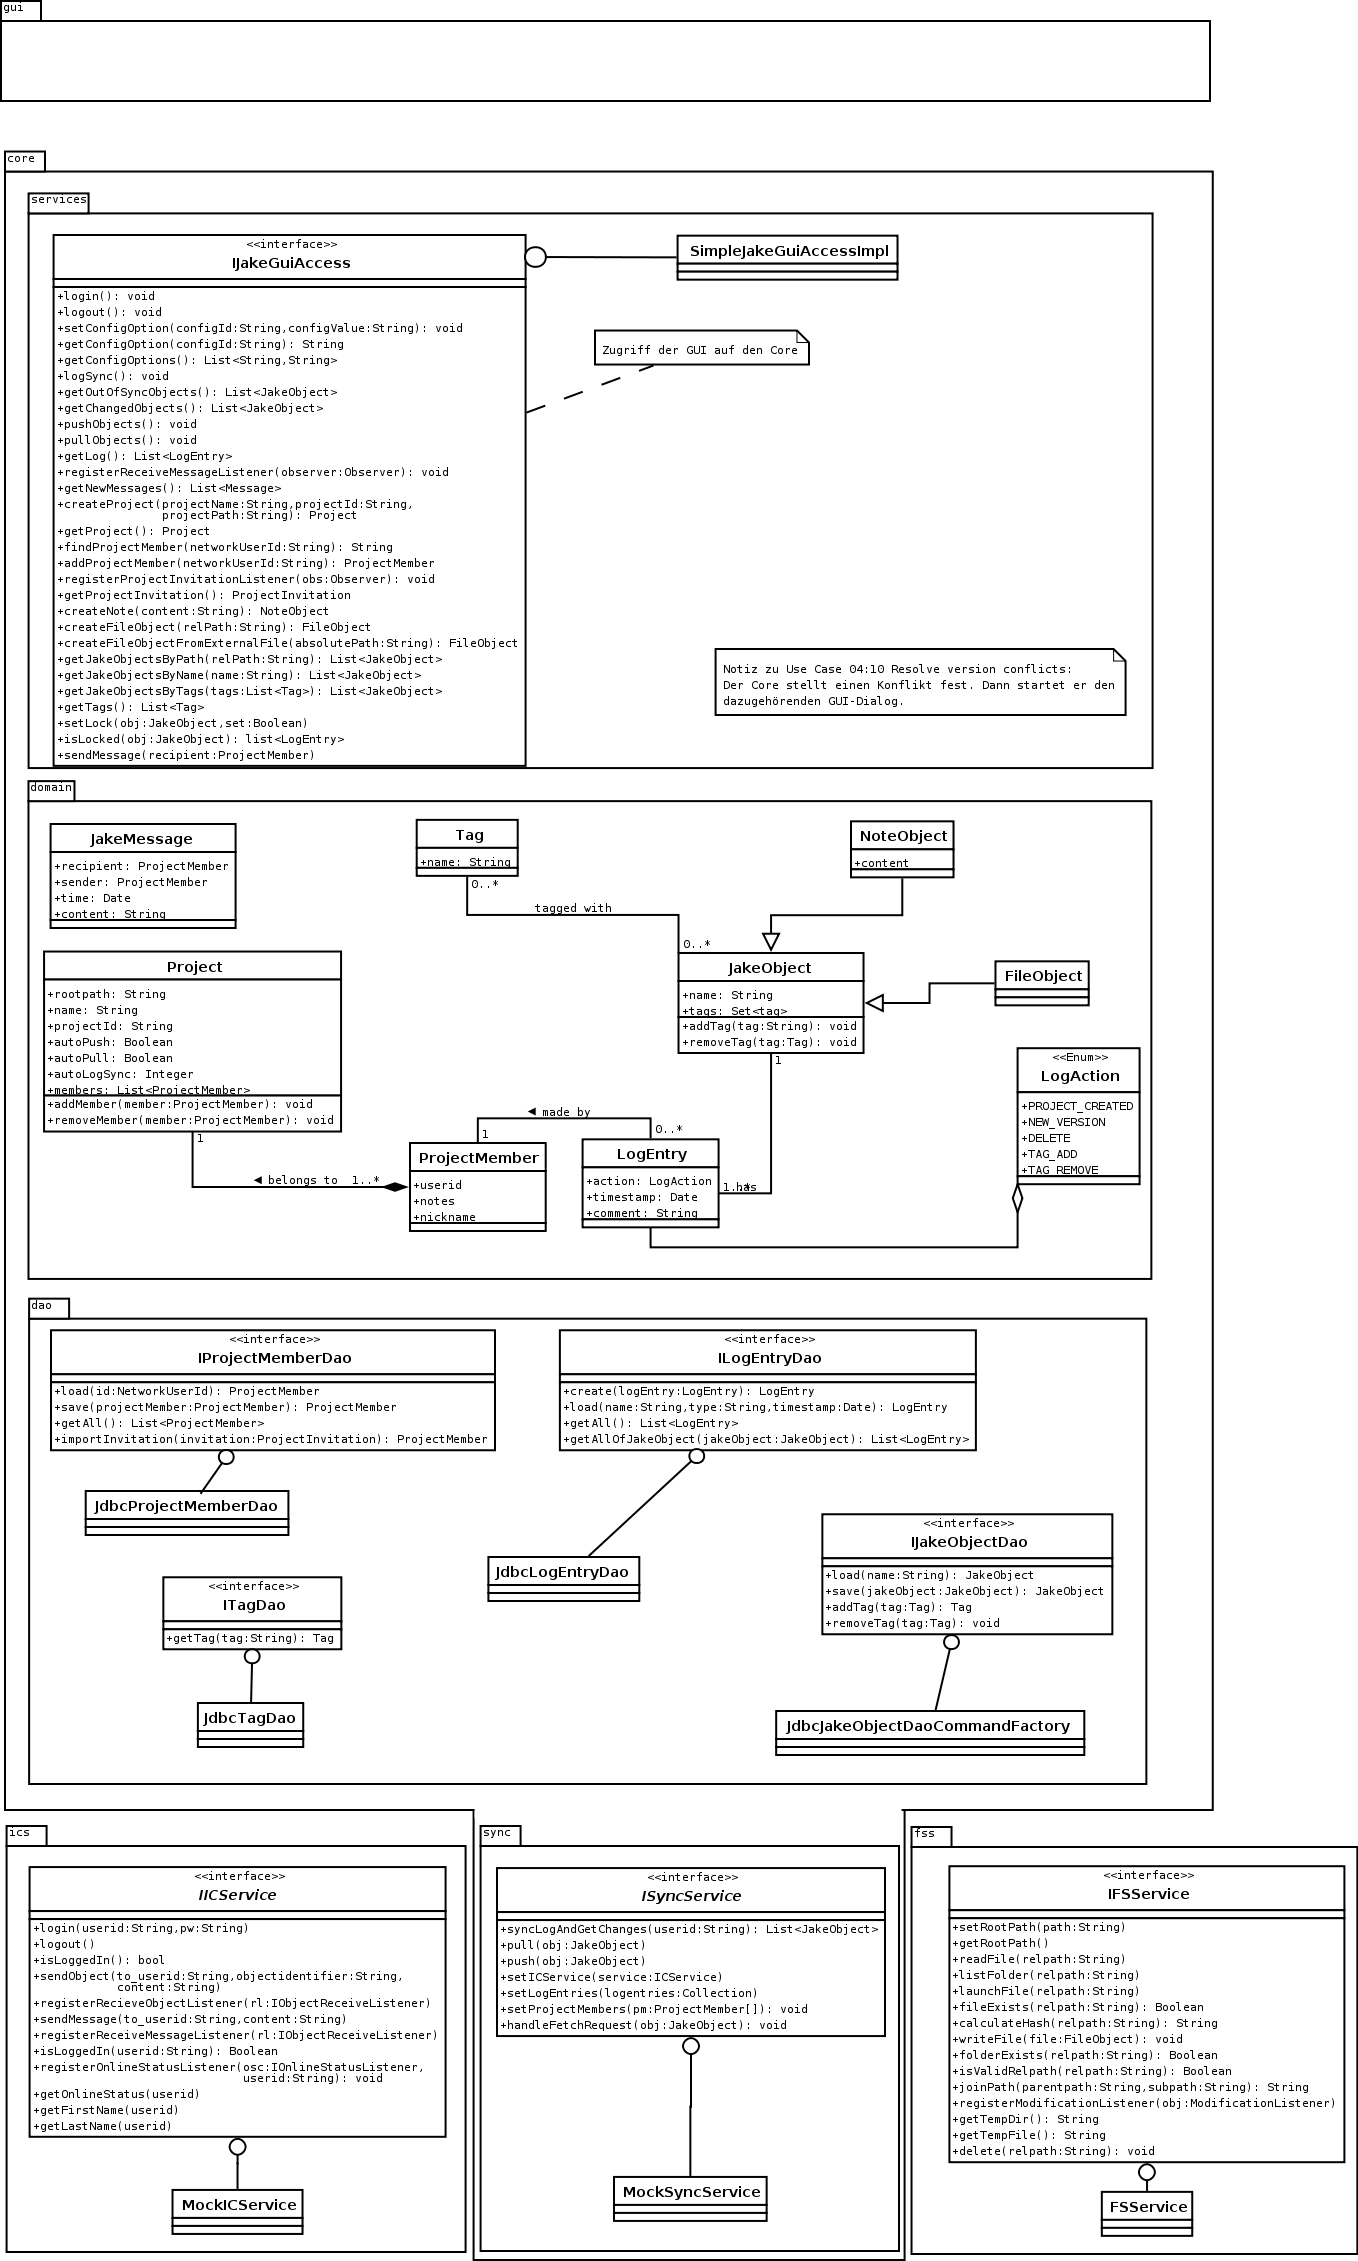 gui
core
services
<<interface>>
IJakeGuiAccess
+login(): void
+logout(): void
+setConfigOption(configId:String,configValue:String): void
+getConfigOption(configId:String): String
+getConfigOptions(): List<String,String>
+logSync(): void
+getOutOfSyncObjects(): List<JakeObject>
+getChangedObjects(): List<JakeObject>
+pushObjects(): void
+pullObjects(): void
+getLog(): List<LogEntry>
+registerReceiveMessageListener(observer:Observer): void
+getNewMessages(): List<Message>
+createProject(projectName:String,projectId:String,
projectPath:String): Project
+getProject(): Project
+findProjectMember(networkUserId:String): String
+addProjectMember(networkUserId:String): ProjectMember
+registerProjectInvitationListener(obs:Observer): void
+getProjectInvitation(): ProjectInvitation
+createNote(content:String): NoteObject
+createFileObject(relPath:String): FileObject
+createFileObjectFromExternalFile(absolutePath:String): FileObject
+getJakeObjectsByPath(relPath:String): List<JakeObject>
+getJakeObjectsByName(name:String): List<JakeObject>
+getJakeObjectsByTags(tags:List<Tag>): List<JakeObject>
+getTags(): List<Tag>
+setLock(obj:JakeObject,set:Boolean)
+isLocked(obj:JakeObject): list<LogEntry>
+sendMessage(recipient:ProjectMember)
SimpleJakeGuiAccessImpl
Zugriff der GUI auf den Core
Notiz zu Use Case 04:10 Resolve version conflicts:
Der Core stellt einen Konflikt fest. Dann startet er den
dazugehörenden GUI-Dialog.
domain
JakeMessage
+recipient: ProjectMember
+sender: ProjectMember
+time: Date
+content: String
Tag
+name: String
0..*
tagged with
0..*
NoteObject
+content
JakeObject
+name: String
+tags: Set<tag>
+addTag(tag:String): void
+removeTag(tag:Tag): void
1
FileObject
Project
+rootpath: String
+name: String
+projectId: String
+autoPush: Boolean
+autoPull: Boolean
+autoLogSync: Integer
+members: List<ProjectMember>
+addMember(member:ProjectMember): void
+removeMember(member:ProjectMember): void
1
◄ belongs to 1..*
◄ made by
1
0..*
ProjectMember
+userid
+notes
+nickname
LogEntry
+action: LogAction
+timestamp: Date
+comment: String
1..*
has
<<Enum>>
LogAction
+PROJECT_CREATED
+NEW_VERSION
+DELETE
+TAG_ADD
+TAG_REMOVE
dao
<<interface>>
IProjectMemberDao
+load(id:NetworkUserId): ProjectMember
+save(projectMember:ProjectMember): ProjectMember
+getAll(): List<ProjectMember>
+importInvitation(invitation:ProjectInvitation): ProjectMember
JdbcProjectMemberDao
<<interface>>
ILogEntryDao
+create(logEntry:LogEntry): LogEntry
+load(name:String,type:String,timestamp:Date): LogEntry
+getAll(): List<LogEntry>
+getAllOfJakeObject(jakeObject:JakeObject): List<LogEntry>
JdbcLogEntryDao
<<interface>>
IJakeObjectDao
+load(name:String): JakeObject
+save(jakeObject:JakeObject): JakeObject
+addTag(tag:Tag): Tag
+removeTag(tag:Tag): void
<<interface>>
ITagDao
+getTag(tag:String): Tag
JdbcTagDao
JdbcJakeObjectDaoCommandFactory
ics
<<interface>>
IICService
+login(userid:String,pw:String)
+logout()
+isLoggedIn(): bool
+sendObject(to_userid:String,objectidentifier:String,
content:String)
+registerRecieveObjectListener(rl:IObjectReceiveListener)
+sendMessage(to_userid:String,content:String)
+registerReceiveMessageListener(rl:IObjectReceiveListener)
+isLoggedIn(userid:String): Boolean
+registerOnlineStatusListener(osc:IOnlineStatusListener,
userid:String): void
+getOnlineStatus(userid)
+getFirstName(userid)
+getLastName(userid)
MockICService
sync
<<interface>>
ISyncService
+syncLogAndGetChanges(userid:String): List<JakeObject>
+pull(obj:JakeObject)
+push(obj:JakeObject)
+setICService(service:ICService)
+setLogEntries(logentries:Collection)
+setProjectMembers(pm:ProjectMember[]): void
+handleFetchRequest(obj:JakeObject): void
MockSyncService
fss
<<interface>>
IFSService
+setRootPath(path:String)
+getRootPath()
+readFile(relpath:String)
+listFolder(relpath:String)
+launchFile(relpath:String)
+fileExists(relpath:String): Boolean
+calculateHash(relpath:String): String
+writeFile(file:FileObject): void
+folderExists(relpath:String): Boolean
+isValidRelpath(relpath:String): Boolean
+joinPath(parentpath:String,subpath:String): String
+registerModificationListener(obj:ModificationListener)
+getTempDir(): String
+getTempFile(): String
+delete(relpath:String): void
FSService